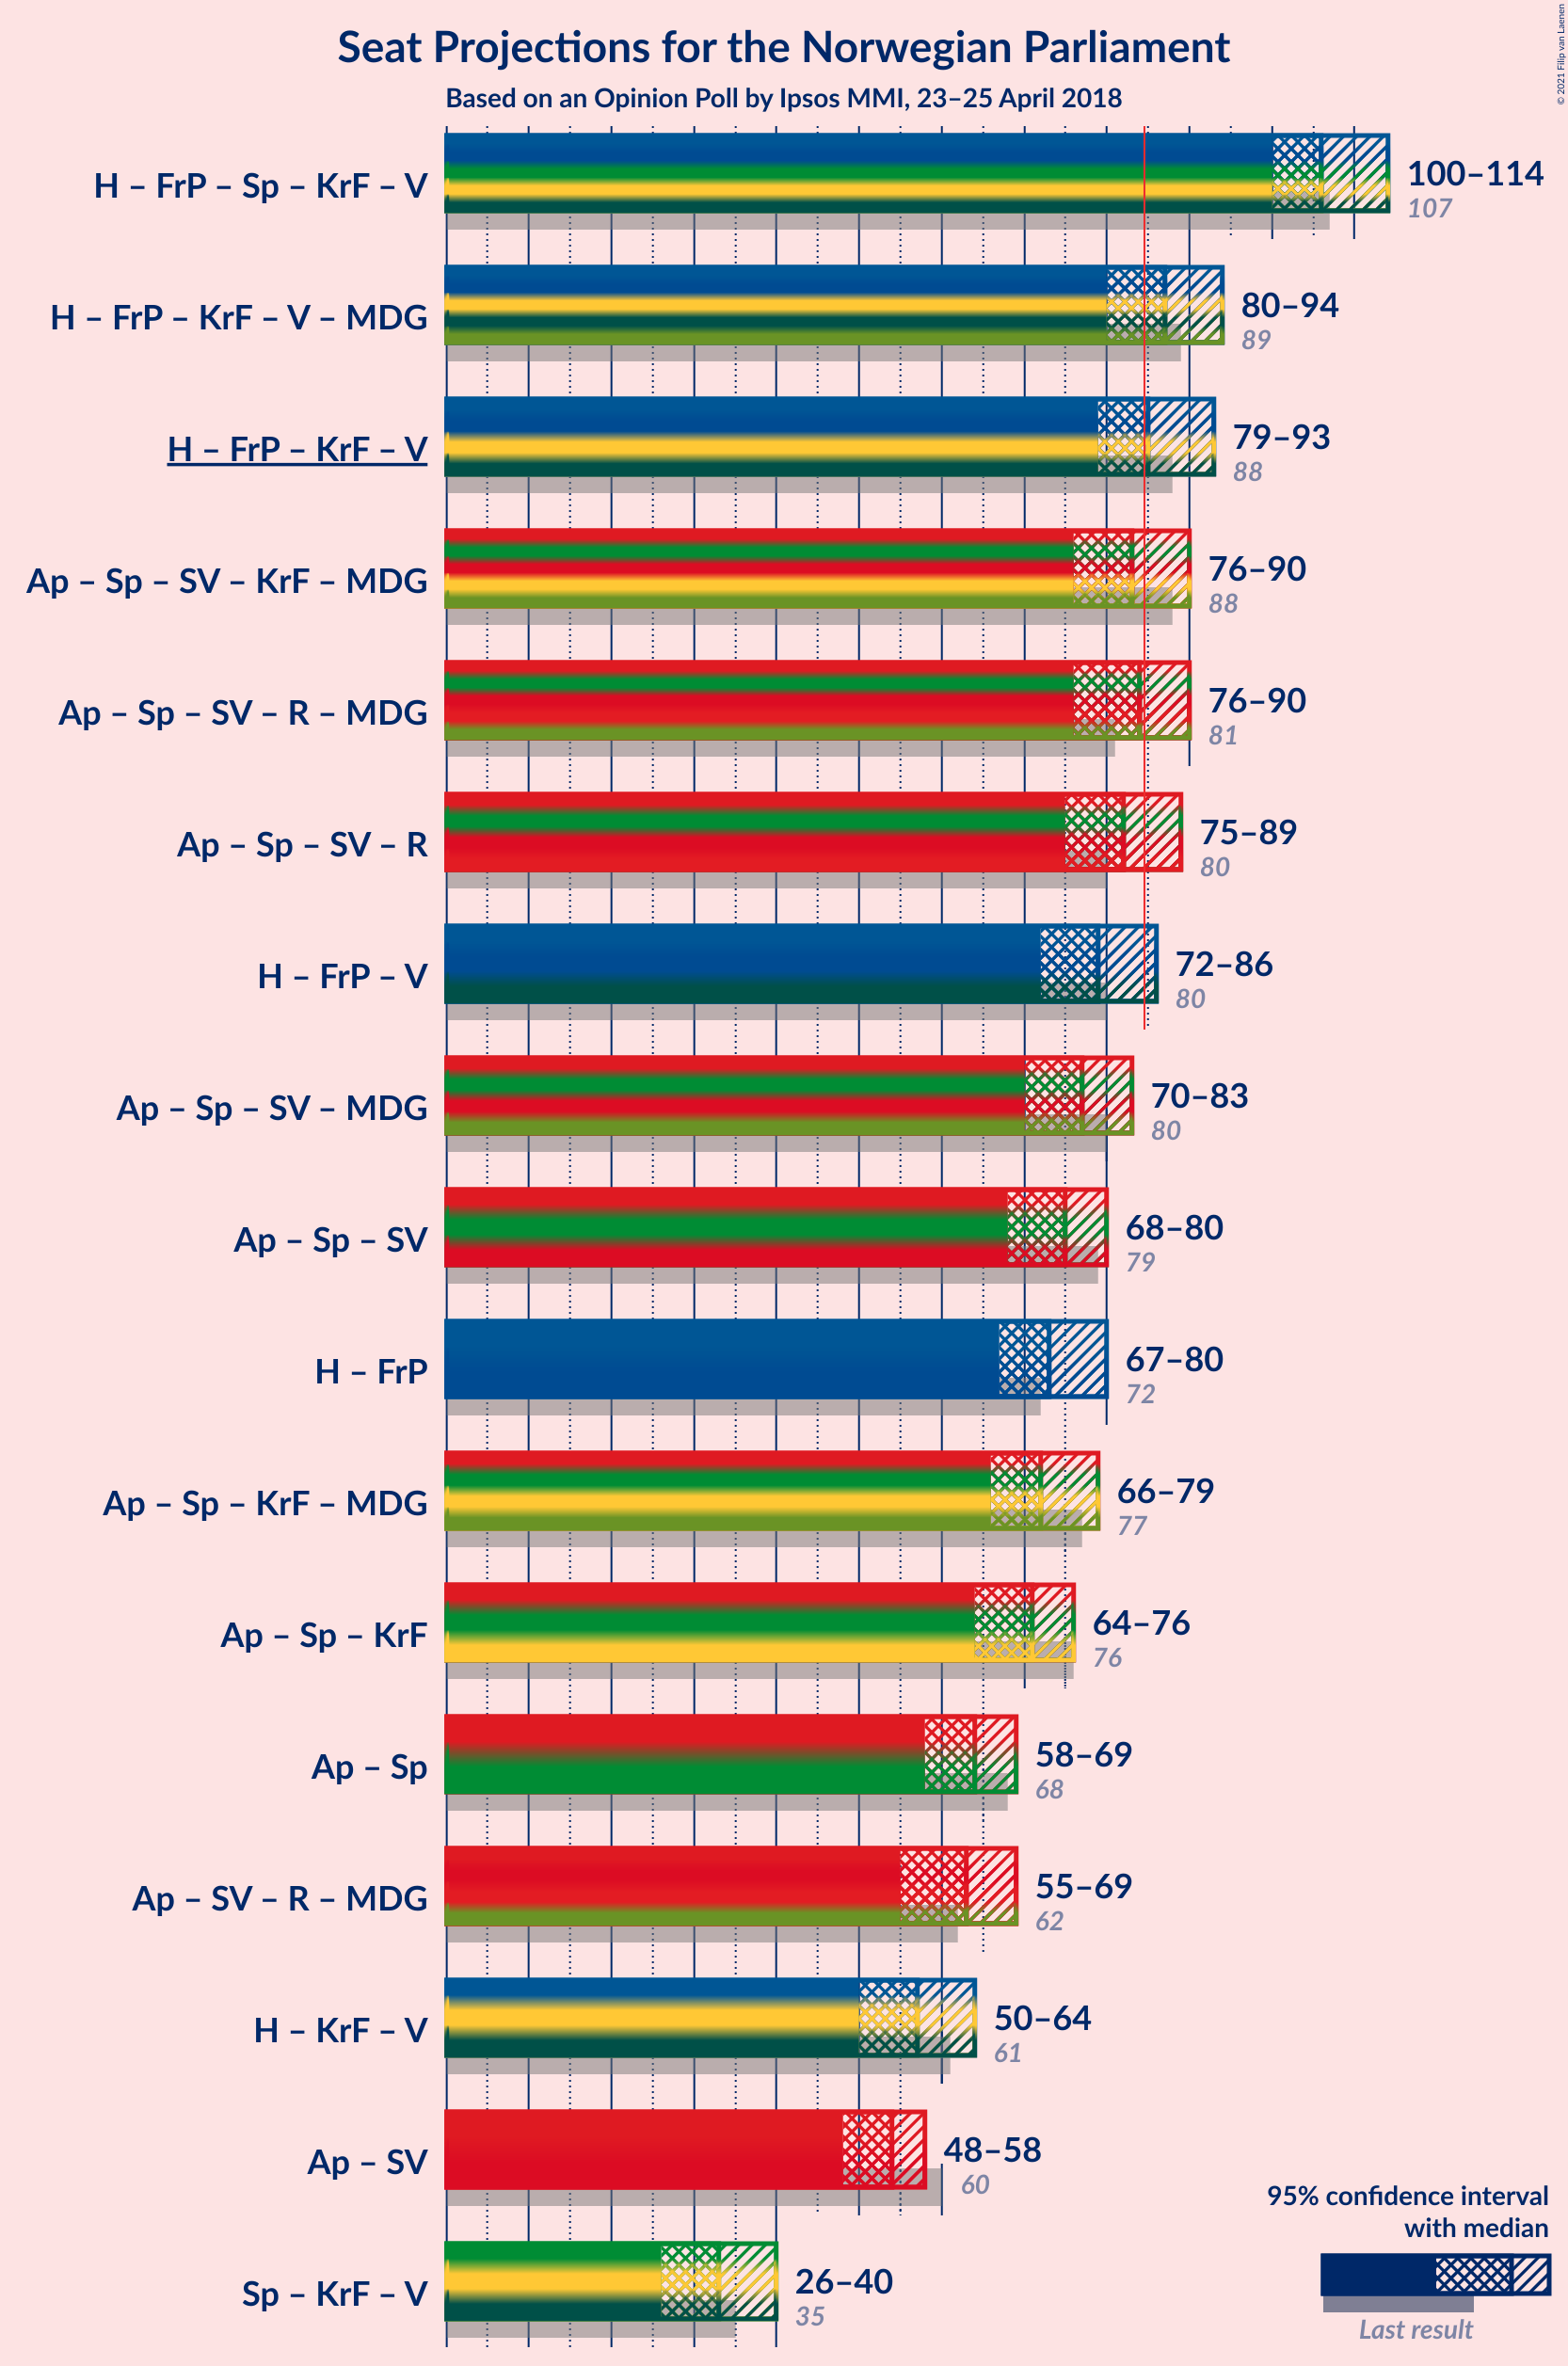 Seat Projections for the Norwegian Parliament
Based on an Opinion Poll by Ipsos MMI, 23–25 April 2018
© 2021 Filip van Laenen
H – FrP – Sp – KrF – V
100–114
107
H – FrP – KrF – V – MDG
80–94
89
H – FrP – KrF – V
79–93
88
Ap – Sp – SV – KrF – MDG
76–90
88
Ap – Sp – SV – R – MDG
76–90
81
Ap – Sp – SV – R
75–89
80
H – FrP – V
72–86
80
Ap – Sp – SV – MDG
70–83
80
Ap – Sp – SV
68–80
79
H – FrP
67–80
72
Ap – Sp – KrF – MDG
66–79
77
Ap – Sp – KrF
64–76
76
Ap – Sp
58–69
68
Ap – SV – R – MDG
55–69
62
H – KrF – V
50–64
61
Ap – SV
48–58
60
Sp – KrF – V
26–40
35
95% confidence interval
with median
Last result